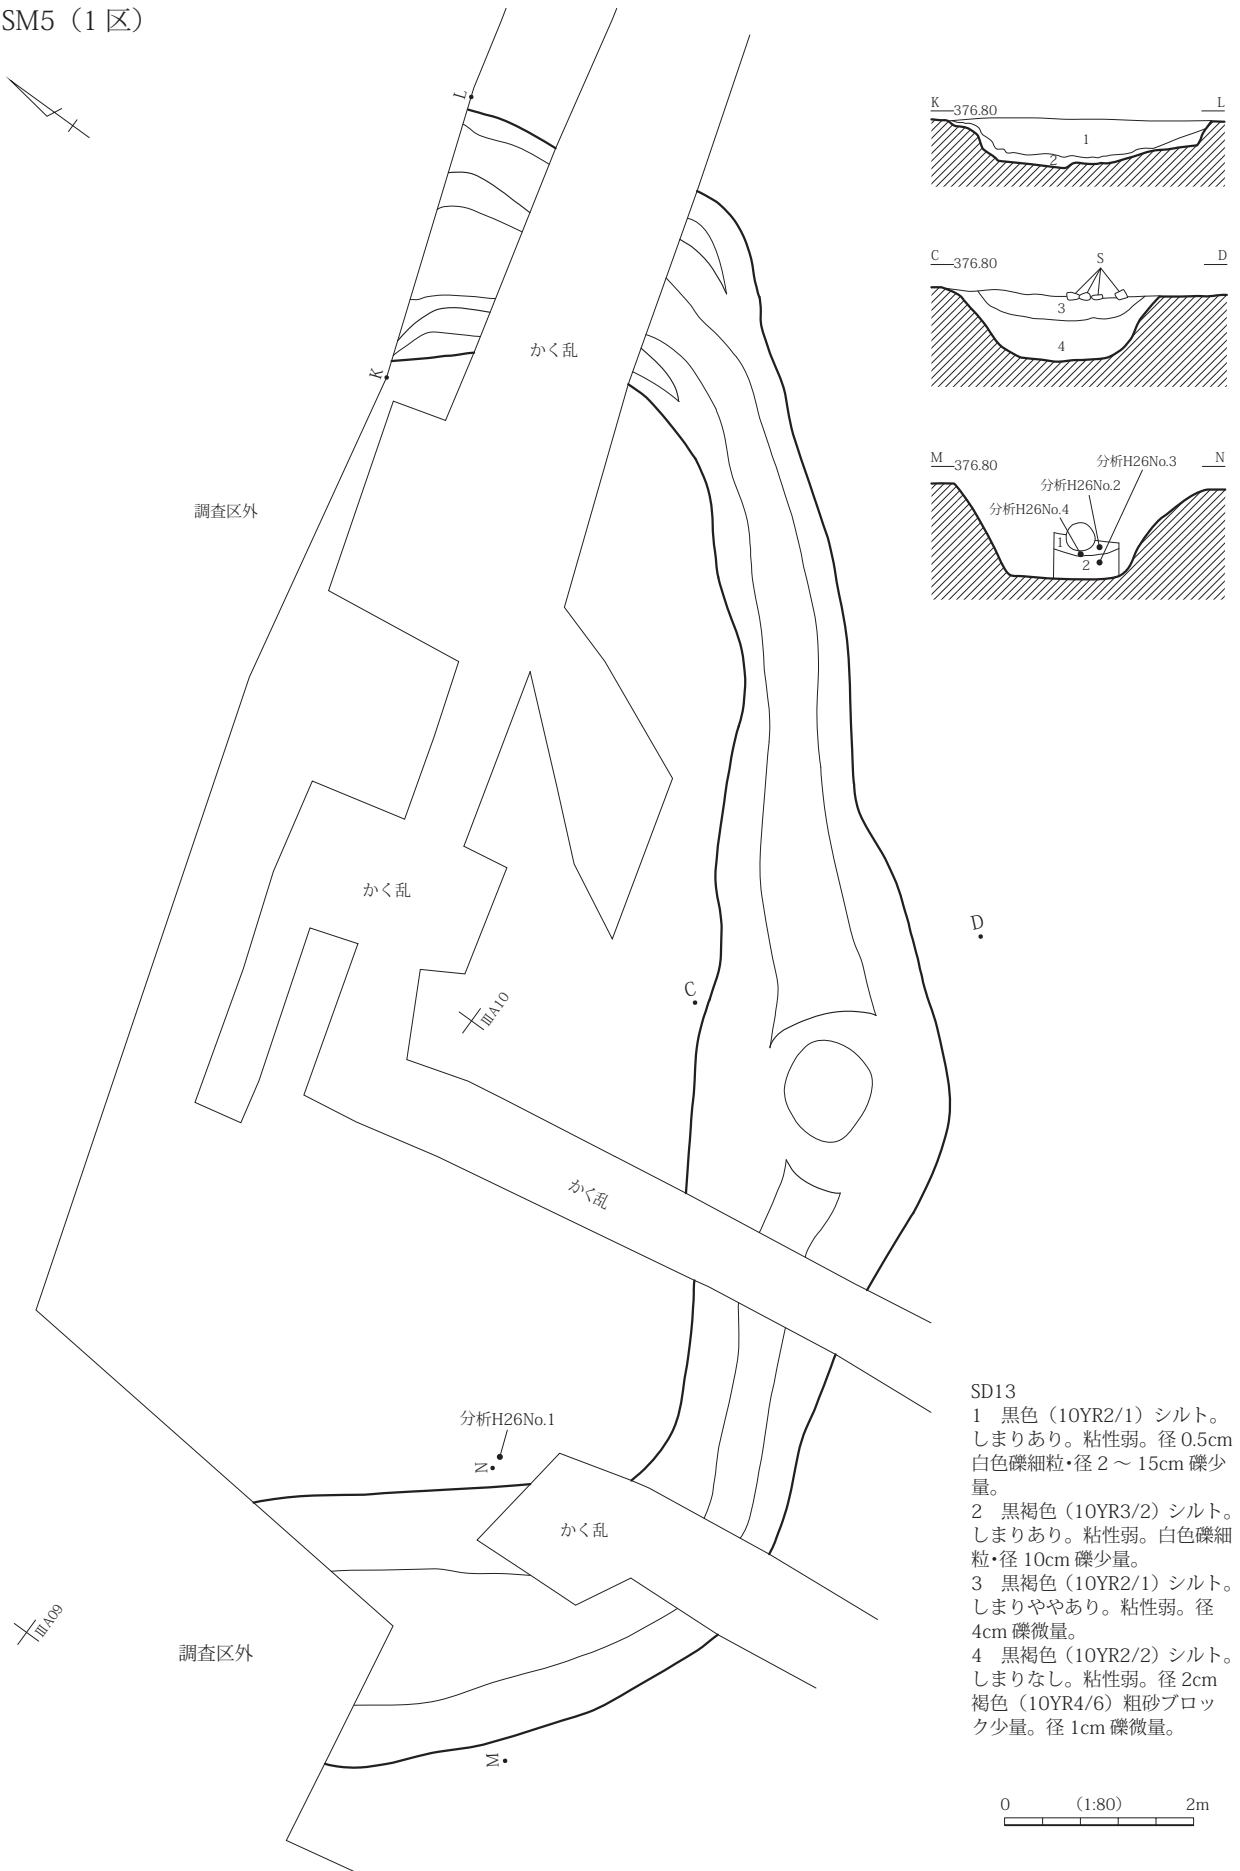 SM5（1 区）
L
K
かく乱
調査区外
かく乱
ⅢA10
C
D
かく乱
分析H26No.1
N
かく乱
ⅢA09
調査区外
M
K 376.80 L
1
2
C 376.80 S D
3
4
M 376.80 N
分析H26No.3
分析H26No.2
分析H26No.4
1
2
SD13
1　黒色（10YR2/1）シルト。
しまりあり。粘性弱。径 0.5cm
白色礫細粒・径 2 ～ 15cm 礫少
量。
2　黒褐色（10YR3/2）シルト。
しまりあり。粘性弱。白色礫細
粒・径 10cm 礫少量。
3　黒褐色（10YR2/1）シルト。
しまりややあり。粘性弱。径
4cm 礫微量。
4　黒褐色（10YR2/2）シルト。
しまりなし。粘性弱。径 2cm
褐色（10YR4/6）粗砂ブロッ
ク少量。径 1cm 礫微量。
0 （1:80） 2m